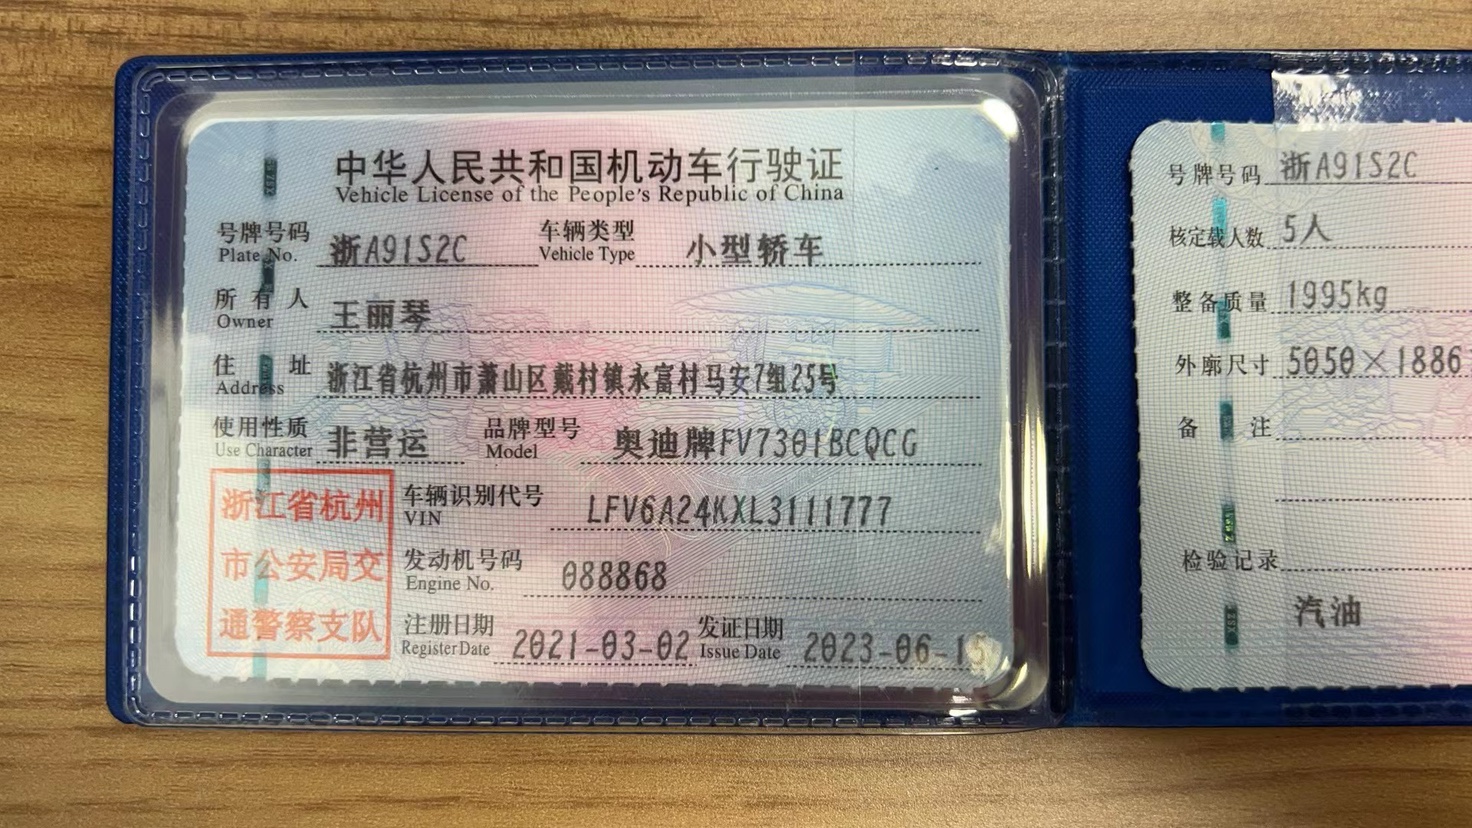 中华人民共和国机动车行驶证
Vehicle License of the People's Republic of China
号牌号码 浙A91S2C 车辆类型 小型轿车
Plate No. Vehicle Type
所有人 王丽琴
Owner
住址 浙江省杭州市萧山区戴村镇永富村马安7组25号
Address
使用性质 非营运 品牌型号 奥迪牌FV7301BCQCG
Use Character Model
浙江省杭州
市公安局交
通警察支队
车辆识别代号 LFV6A24KXL3111777
VIN
发动机号码 088868
Engine No.
注册日期 2021-03-02 发证日期 2023-06-15
Register Date Issue Date
号牌号码 浙A91S2C
核定载人数 5人
整备质量 1995kg
外廓尺寸 5050×1886
备注
检验记录
汽油